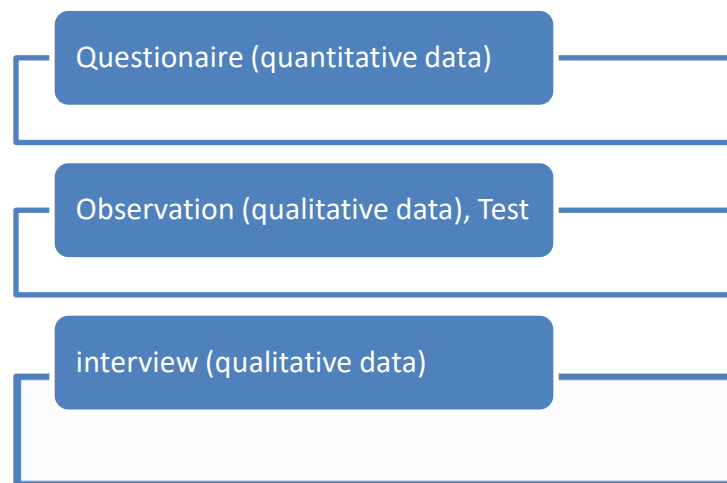 Questionaire (quantitative data)
Observation (qualitative data), Test
interview (qualitative data)